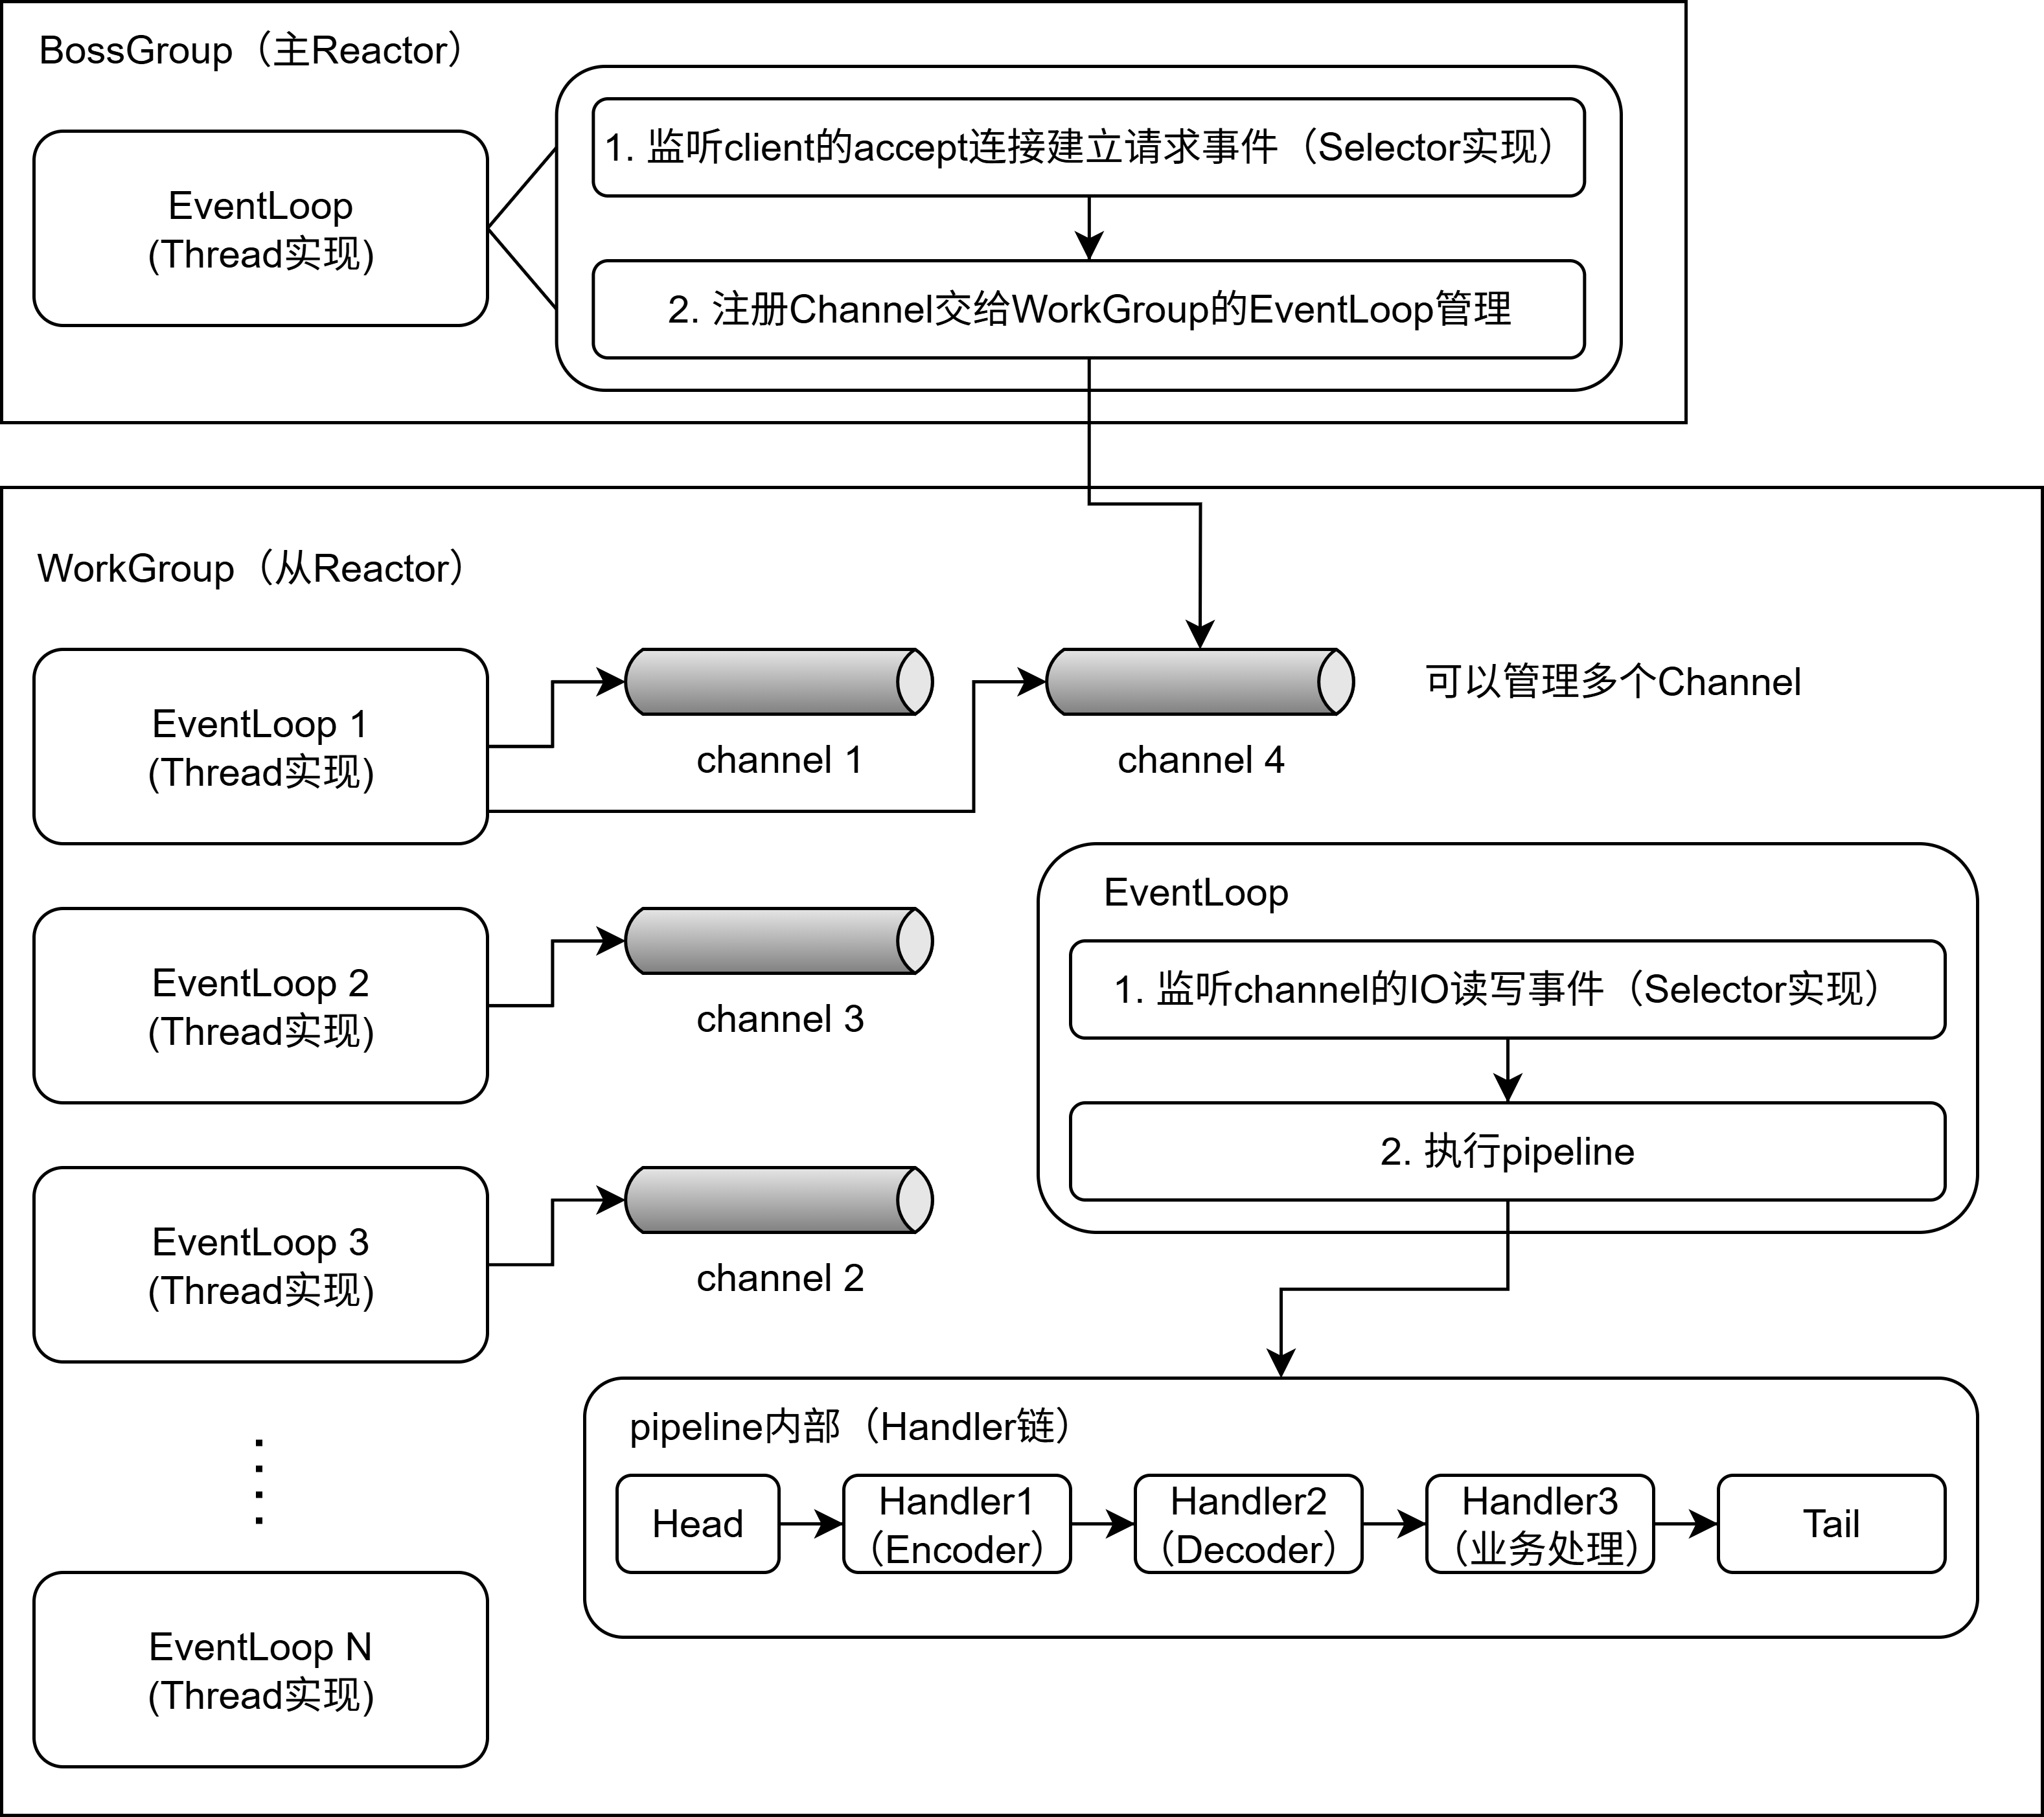 BossGroup（主Reactor）
EventLoop
(Thread实现)
1. 监听client的accept连接建立请求事件（Selector实现）
2. 注册Channel交给WorkGroup的EventLoop管理
WorkGroup（从Reactor）
EventLoop 1
(Thread实现)
channel 1
channel 4
可以管理多个Channel
EventLoop 2
(Thread实现)
channel 3
EventLoop
1. 监听channel的IO读写事件（Selector实现）
2. 执行pipeline
EventLoop 3
(Thread实现)
channel 2
pipeline内部（Handler链）
Head
Handler1
（Encoder）
Handler2
（Decoder）
Handler3
（业务处理）
Tail
EventLoop N
(Thread实现)